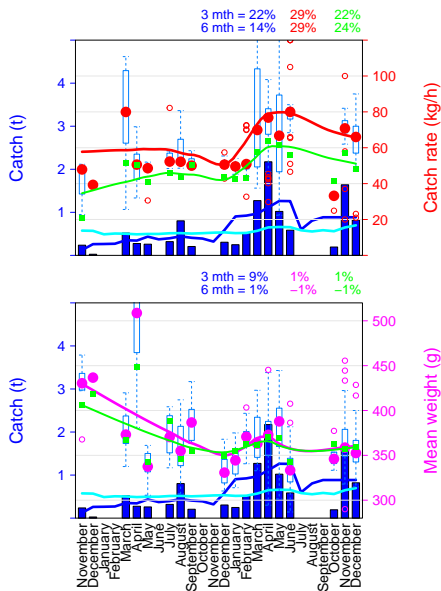 3 mth = 22% 29% 22%
6 mth = 14% 29% 24%
Catch (t)
5
4
3
2
1
Catch rate (kg/h)
120
100
80
60
40
20
3 mth = 9% 1% 1%
6 mth = 1% −1% −1%
Catch (t)
5
4
3
2
1
Mean weight (g)
500
450
400
350
300
November
December
January
February
March
April
May
June
July
August
September
October
November
December
January
February
March
April
May
June
July
August
September
October
November
December